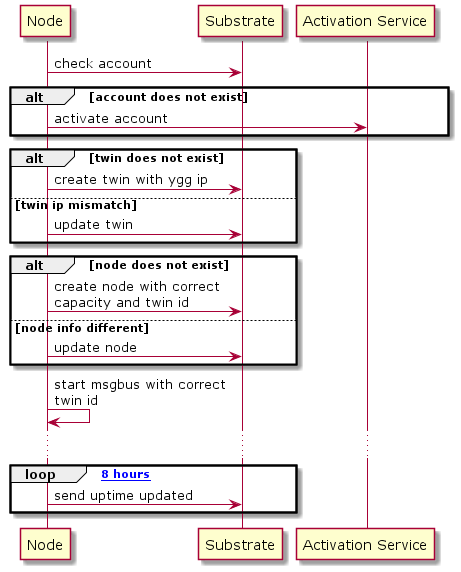 Node Substrate Activation Service
check account
alt [account does not exist]
activate account
alt [twin does not exist]
create twin with ygg ip
[twin ip mismatch]
update twin
alt [node does not exist]
create node with correct
capacity and twin id
[node info different]
update node
start msgbus with correct
twin id
loop 8 hours
send uptime updated
Node Substrate Activation Service